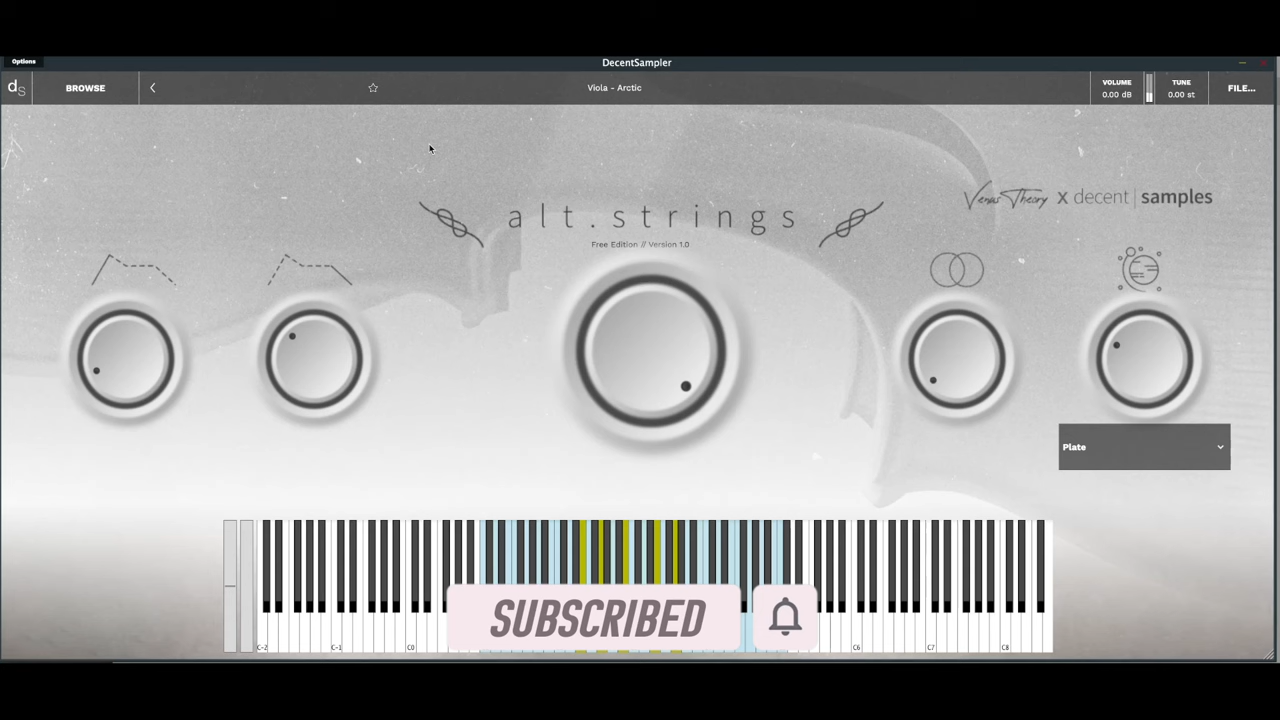 Options
DecentSampler
ds
BROWSE
Viola - Arctic
VOLUME
0.00 dB
TUNE
0.00 st
FILE...
Venus Theory x decent|samples
alt.strings
Free Edition // Version 1.0
Plate
SUBSCRIBED
C-2
C-1
C0
C6
C7
C8